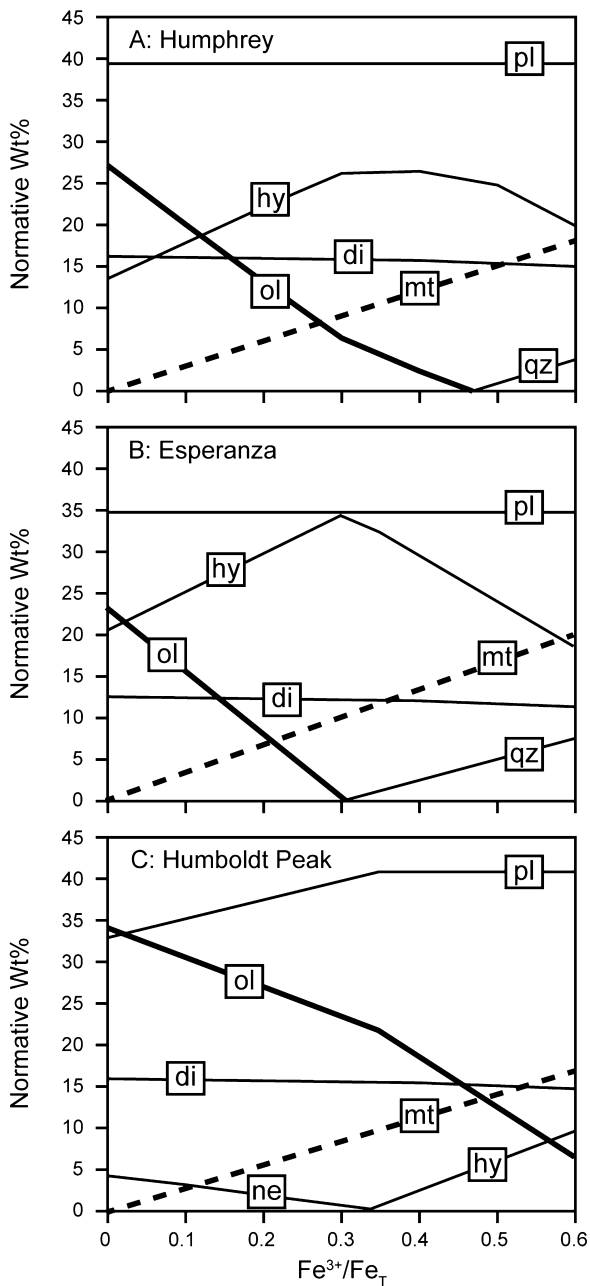 A: Humphrey
Normative Wt%
45
40
35
30
25
20
15
10
5
0
pl
hy
di
ol
mt
qz
B: Esperanza
Normative Wt%
45
40
35
30
25
20
15
10
5
0
pl
hy
ol
mt
di
qz
C: Humboldt Peak
Normative Wt%
45
40
35
30
25
20
15
10
5
0
pl
ol
di
mt
hy
ne
0 0.1 0.2 0.3 0.4 0.5 0.6
Fe³⁺/Fe_T